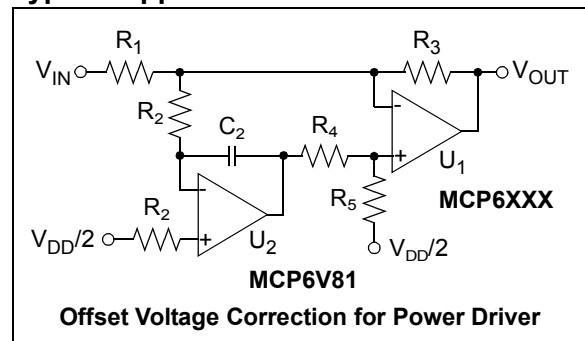 R1 R3
VIN VOUT
R2
C2 R4
- +
U1
R5 MCP6XXX
R2 - +
VDD/2 U2 VDD/2
MCP6V81
Offset Voltage Correction for Power Driver